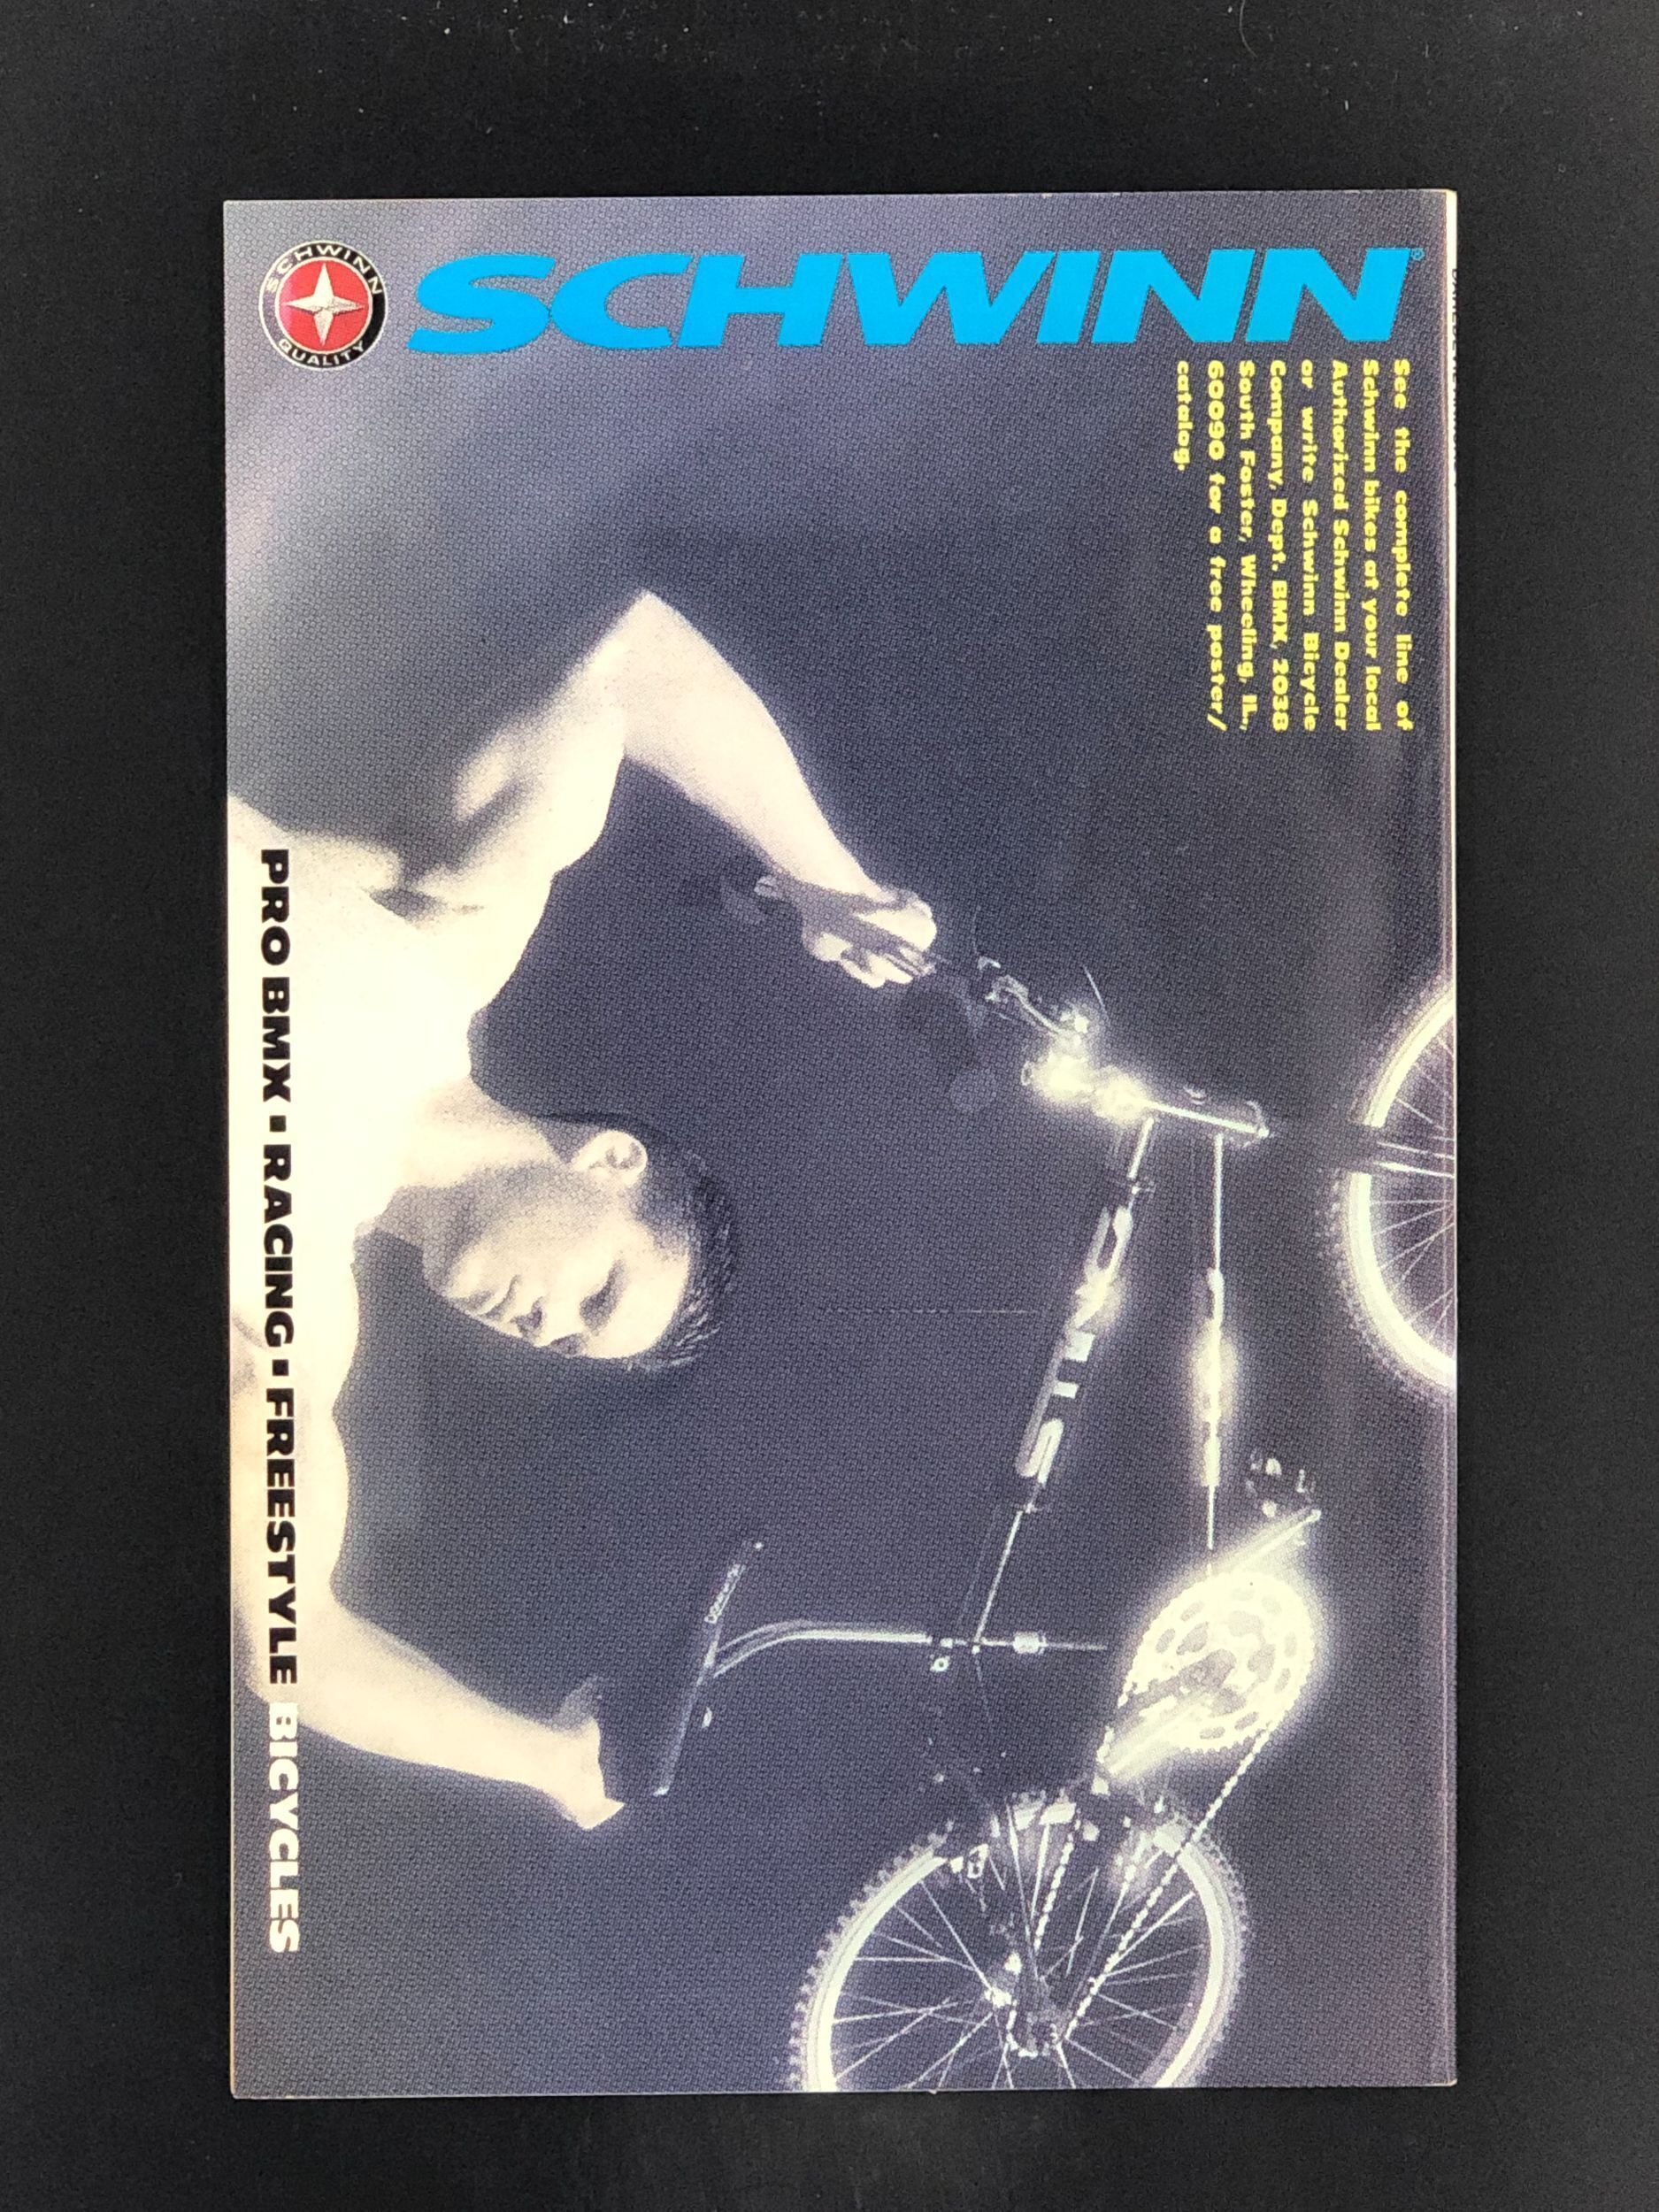 SCHWINN®
SCHWINN
QUALITY
See the complete line of
Schwinn bikes at your local
Authorized Schwinn Dealer
or write Schwinn Bicycle
Company, Dept. BMX, 2038
South Foster, Wheeling, IL,
60090 for a free poster/
catalog.
STING
PRO BMX · RACING · FREESTYLE BICYCLES